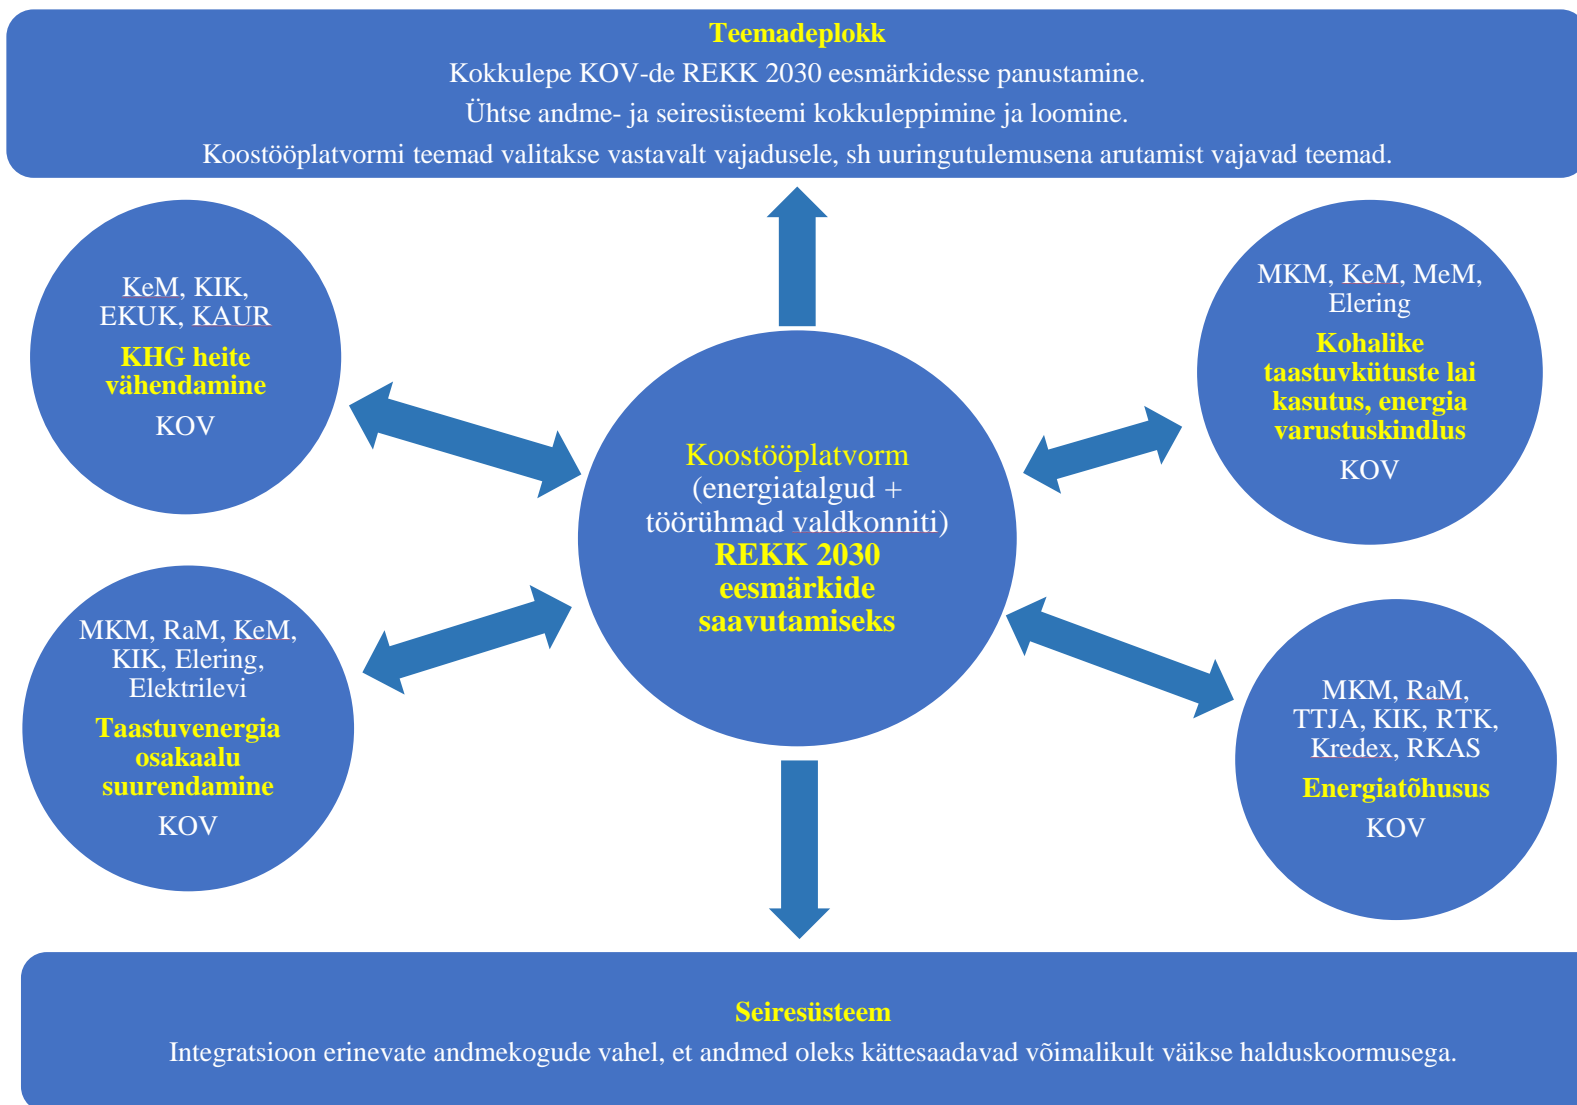 Teemadeplokk
Kokkulepe KOV-de REKK 2030 eesmärkidesse panustamine.
Ühtse andme- ja seiresüsteemi kokkuleppimine ja loomine.
Koostööplatvormi teemad valitakse vastavalt vajadusele, sh uuringutulemusena arutamist vajavad teemad.
KeM, KIK,
EKUK, KAUR
KHG heite
vähendamine
KOV
MKM, KeM, MeM,
Elering
Kohalike
taastuvkütuste lai
kasutus, energia
varustuskindlus
KOV
Koostööplatvorm
(energiatalgud +
töörühmad valdkonniti)
REKK 2030
eesmärkide
saavutamiseks
MKM, RaM, KeM,
KIK, Elering,
Elektrilevi
Taastuvenergia
osakaalu
suurendamine
KOV
MKM, RaM,
TTJA, KIK, RTK,
Kredex, RKAS
Energiatõhusus
KOV
Seiresüsteem
Integratsioon erinevate andmekogude vahel, et andmed oleks kättesaadavad võimalikult väikse halduskoormusega.